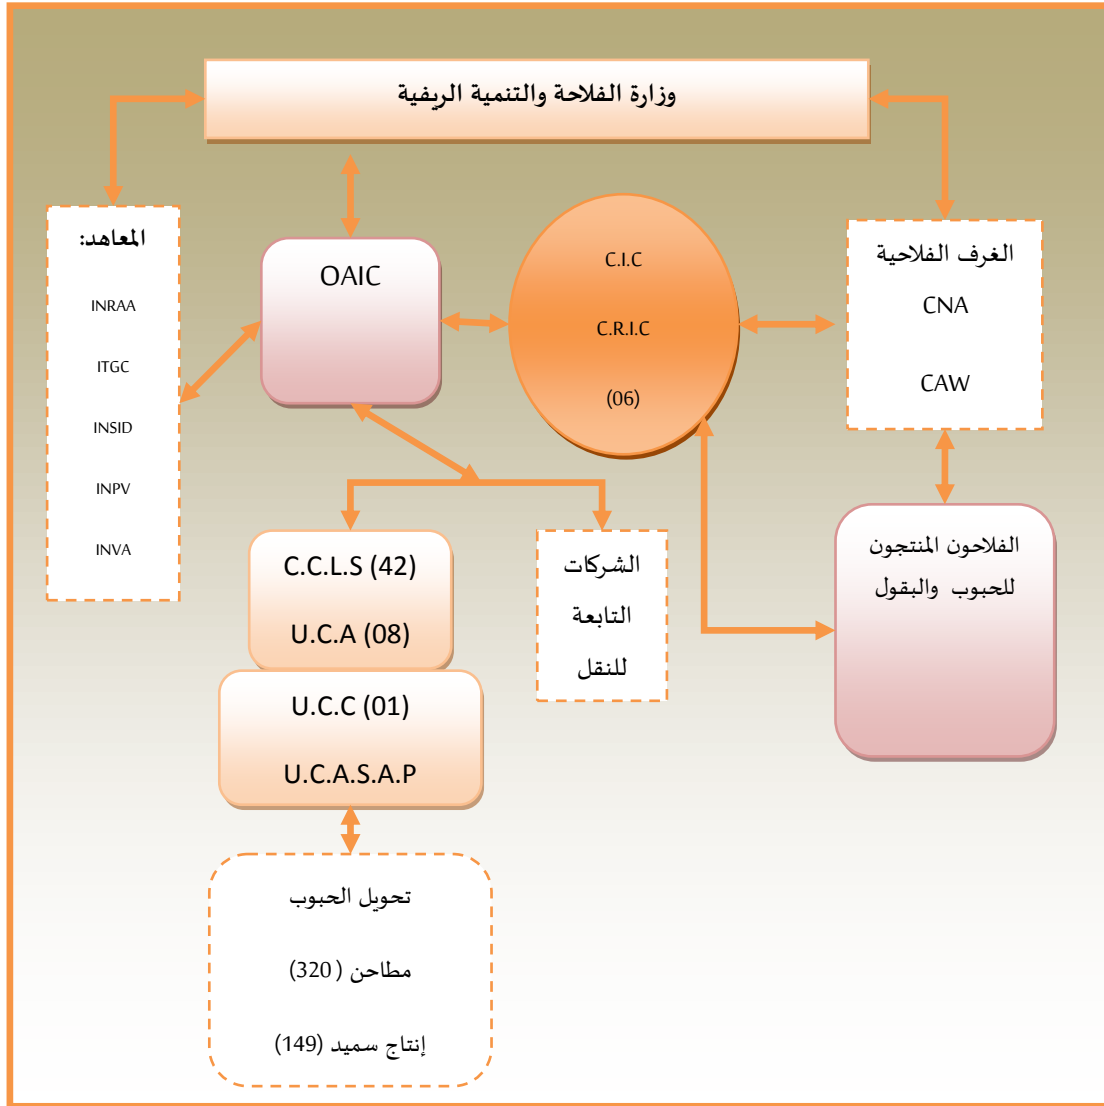 وزارة الفلاحة والتنمية الريفية
المعاهد:
INRAA
ITGC
INSID
INPV
INVA
OAIC
C.I.C
C.R.I.C
(06)
الغرف الفلاحية
CNA
CAW
C.C.L.S (42)
U.C.A (08)
U.C.C (01)
U.C.A.S.A.P
الشركات
التابعة
للنقل
الفلاحون المنتجون
للحبوب والبقول
تحويل الحبوب
مطاحن (320)
إنتاج سميد (149)